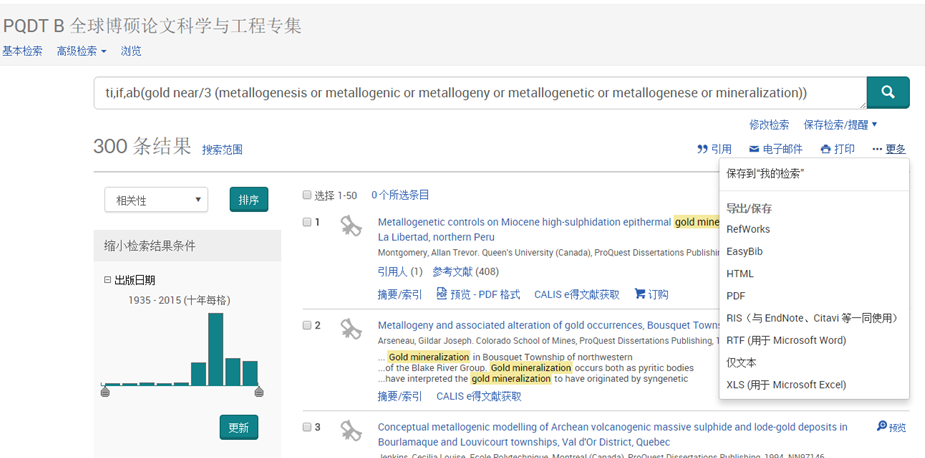 PQDT B 全球博硕论文科学与工程专集
基本检索 高级检索 浏览
ti,if,ab(gold near/3 (metallogenesis or metallogenic or metallogeny or metallogenetic or metallogenese or mineralization))
修改检索 保存检索/提醒
300 条结果 搜索范围
引用 电子邮件 打印 ••• 更多
保存到“我的检索”
导出/保存
RefWorks
EasyBib
HTML
PDF
RIS（与 EndNote、Citavi 等一同使用）
RTF (用于 Microsoft Word)
仅文本
XLS (用于 Microsoft Excel)
相关性 排序
缩小检索结果条件
出版日期
1935 - 2015 (十年每格)
更新
选择 1-50 0个所选条目
1 Metallogenetic controls on Miocene high-sulphidation epithermal gold mine
La Libertad, northern Peru
Montgomery, Allan Trevor. Queen's University (Canada), ProQuest Dissertations Publishin
引用人 (1) 参考文献 (408)
摘要/索引 预览 - PDF 格式 CALIS e得文献获取 订购
2 Metallogeny and associated alteration of gold occurrences, Bousquet Towns
Arseneau, Gildar Joseph. Colorado School of Mines, ProQuest Dissertations Publishing, 1
... Gold mineralization in Bousquet Township of northwestern
...of the Blake River Group. Gold mineralization occurs both as pyritic bodies
...have interpreted the gold mineralization to have originated by syngenetic
摘要/索引 CALIS e得文献获取
3 Conceptual metallogenic modelling of Archean volcanogenic massive sulphide and lode-gold deposits in 预览
Bourlamaque and Louvicourt townships, Val d'Or District, Quebec
Jenkins, Cecilia Louise. Ecole Polytechnique, Montreal (Canada), ProQuest Dissertations Publishing, 1994. NN97146.